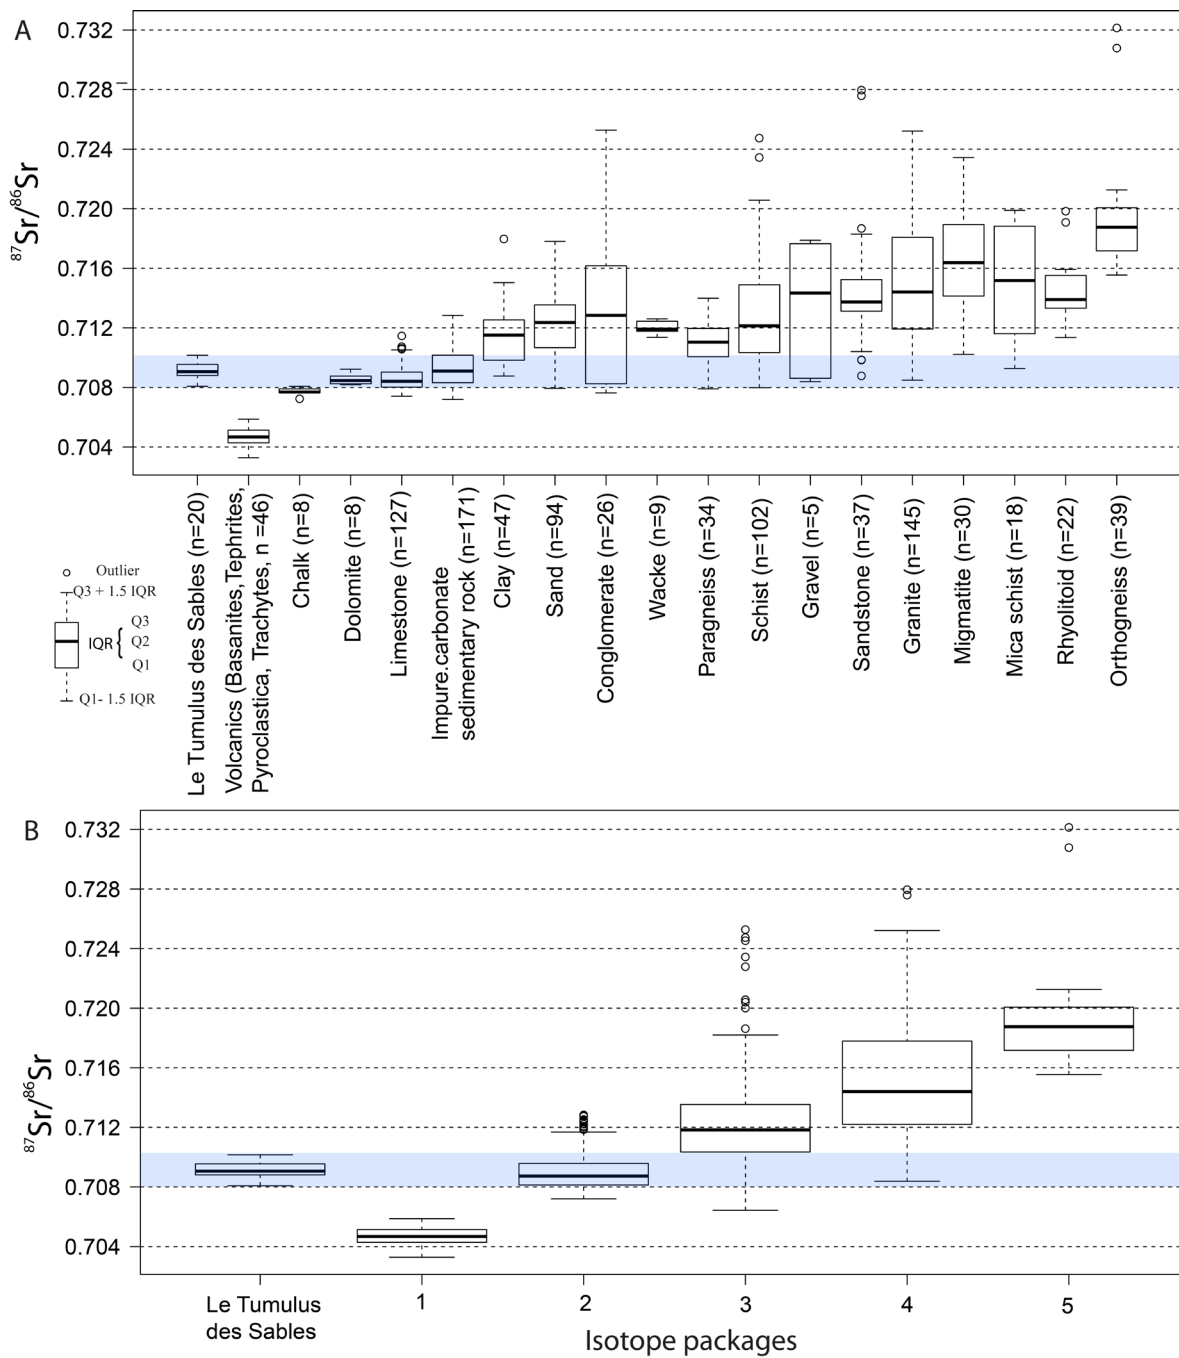 A
0.732
0.728
0.724
0.720
0.716
0.712
0.708
0.704
87Sr/86Sr
Le Tumulus des Sables (n=20)
Volcanics (Basanites,Tephrites,
Pyroclastica, Trachytes, n =46)
Chalk (n=8)
Dolomite (n=8)
Limestone (n=127)
Impure.carbonate
sedimentary rock (n=171)
Clay (n=47)
Sand (n=94)
Conglomerate (n=26)
Wacke (n=9)
Paragneiss (n=34)
Schist (n=102)
Gravel (n=5)
Sandstone (n=37)
Granite (n=145)
Migmatite (n=30)
Mica schist (n=18)
Rhyolitoid (n=22)
Orthogneiss (n=39)
Outlier
Q3 + 1.5 IQR
Q3
IQR { Q2
Q1
Q1- 1.5 IQR
B
0.732
0.728
0.724
0.720
0.716
0.712
0.708
0.704
87Sr/86Sr
Le Tumulus
des Sables
1
2
3
4
5
Isotope packages